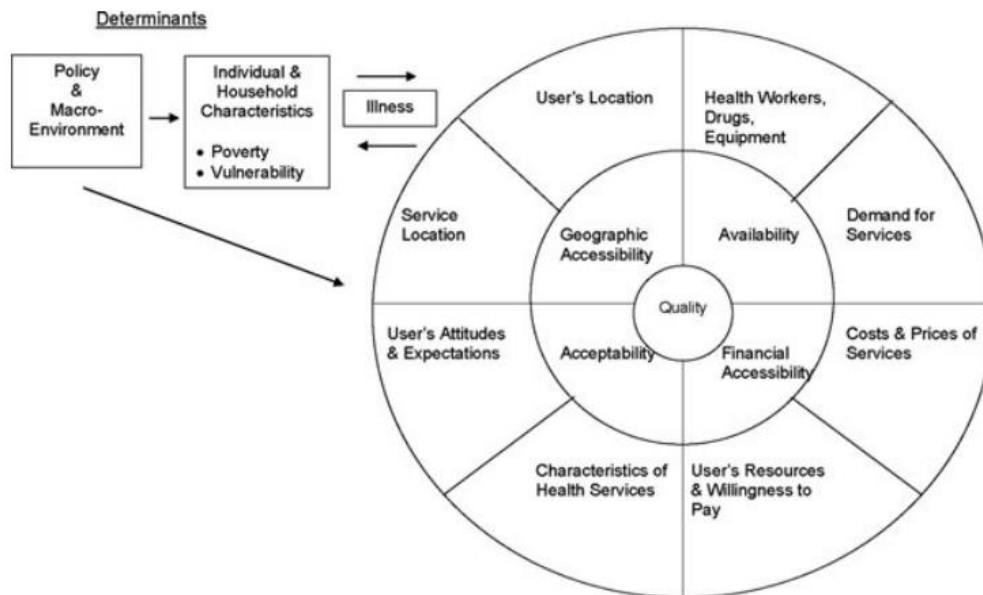 Determinants
Policy
&
Macro-
Environment
Individual &
Household
Characteristics
• Poverty
• Vulnerability
Illness
User's Location
Health Workers,
Drugs,
Equipment
Service
Location
Geographic
Accessibility
Availability
Demand for
Services
Quality
User's Attitudes
& Expectations
Acceptability
Financial
Accessibility
Costs & Prices of
Services
Characteristics of
Health Services
User's Resources
& Willingness to
Pay